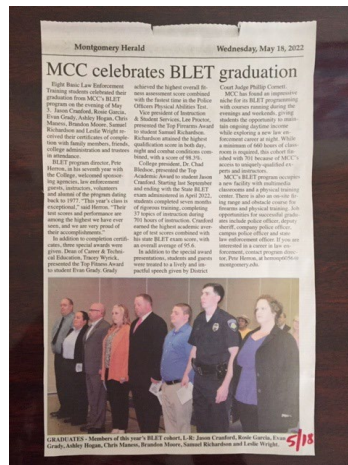 Montgomery Herald
Wednesday, May 18, 2022
MCC celebrates BLET graduation
Eight Basic Law Enforcement
Training students celebrated their
graduation from MCC's BLET
program on the evening of May
5. Jason Cranford, Rosie Garcia,
Evan Grady, Ashley Hogan, Chris
Maness, Brandon Moore, Samuel
Richardson and Leslie Wright re-
ceived their certificates of comple-
tion with family members, friends,
college administration and trustees
in attendance.
BLET program director, Pete
Herron, in his seventh year with
the College, welcomed sponsor-
ing agencies, law enforcement
guests, instructors, volunteers
and alumni of the program dating
back to 1977. "This year's class is
exceptional," said Herron. "Their
test scores and performance are
among the highest we have ever
seen, and we are very proud of
their accomplishments."
In addition to completion certifi-
cates, three special awards were
given. Dean of Career & Techni-
cal Education, Tracey Wyrick,
presented the Top Fitness Award
to student Evan Grady. Grady
achieved the highest overall fit-
ness assessment score combined
with the fastest time in the Police
Officers Physical Abilities Test.
Vice president of Instruction
& Student Services, Lee Proctor,
presented the Top Firearms Award
to student Samuel Richardson.
Richardson attained the highest
qualification score in both day,
night and combat conditions com-
bined, with a score of 98.3%.
College president, Dr. Chad
Bledsoe, presented the Top
Academic Award to student Jason
Cranford. Starting last September
and ending with the State BLET
exam administered in April 2022,
students completed seven months
of rigorous training, completing
37 topics of instruction during
701 hours of instruction. Cranford
earned the highest academic aver-
age of test scores combined with
his state BLET exam score, with
an overall average of 95.6.
In addition to the special award
presentations, students and guests
were treated to a lively and im-
pactful speech given by District
Court Judge Phillip Cornett.
MCC has found an impressive
niche for its BLET programming,
with courses running during the
evenings and weekends, giving
students the opportunity to main-
tain ongoing daytime income
while exploring a new law en-
forcement career at night. While
a minimum of 660 hours of class-
room is required, this cohort fin-
ished with 701 because of MCC's
access to uniquely-qualified ex-
perts and instructors.
MCC's BLET program occupies
a new facility with multimedia
classrooms and a physical training
center. There is also an on-site fir-
ing range and obstacle course for
firearms and physical training. Job
opportunities for successful gradu-
ates include police officer, deputy
sheriff, company police officer,
campus police officer and state
law enforcement officer. If you are
interested in a career in law en-
forcement, contact program direc-
tor, Pete Herron, at
montgomery.edu.
GRADUATES - Members of this year's BLET cohort, L-R: Jason Cranford, Rosie Garcia, Evan
Grady, Ashley Hogan, Chris Maness, Brandon Moore, Samuel Richardson and Leslie Wright.
5/18